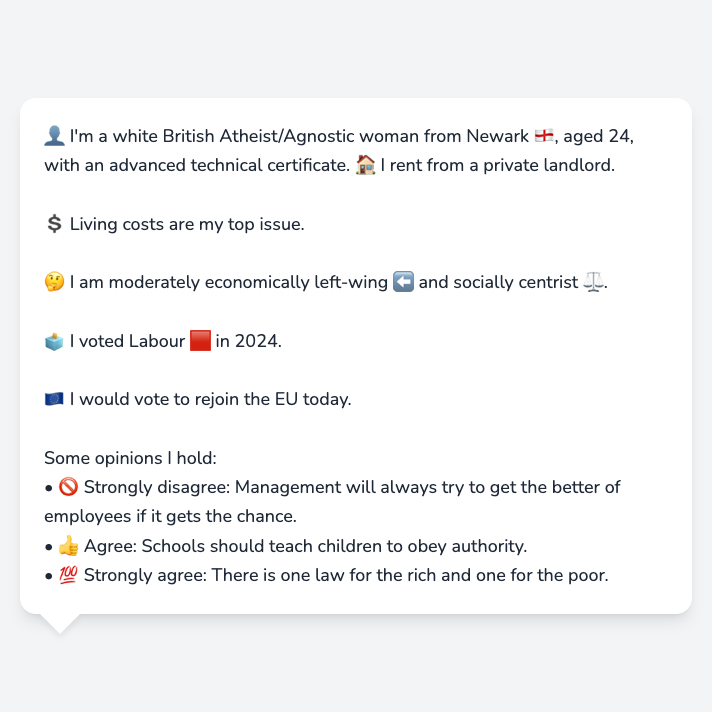 👤 I'm a white British Atheist/Agnostic woman from Newark 🏴󠁧󠁢󠁥󠁮󠁧󠁿, aged 24,
with an advanced technical certificate. 🏠 I rent from a private landlord.
💲 Living costs are my top issue.
🤔 I am moderately economically left-wing ⬅️ and socially centrist ⚖️.
🗳️ I voted Labour 🟥 in 2024.
🇪🇺 I would vote to rejoin the EU today.
Some opinions I hold:
• 🚫 Strongly disagree: Management will always try to get the better of
employees if it gets the chance.
• 👍 Agree: Schools should teach children to obey authority.
• 💯 Strongly agree: There is one law for the rich and one for the poor.